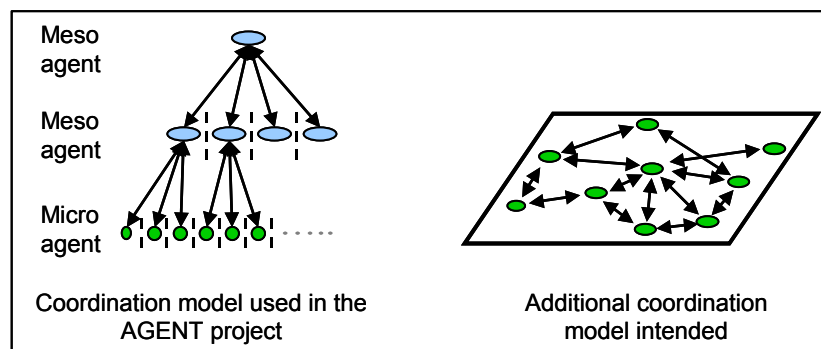 Meso
agent
Meso
agent
Micro
agent
Coordination model used in the
AGENT project
Additional coordination
model intended